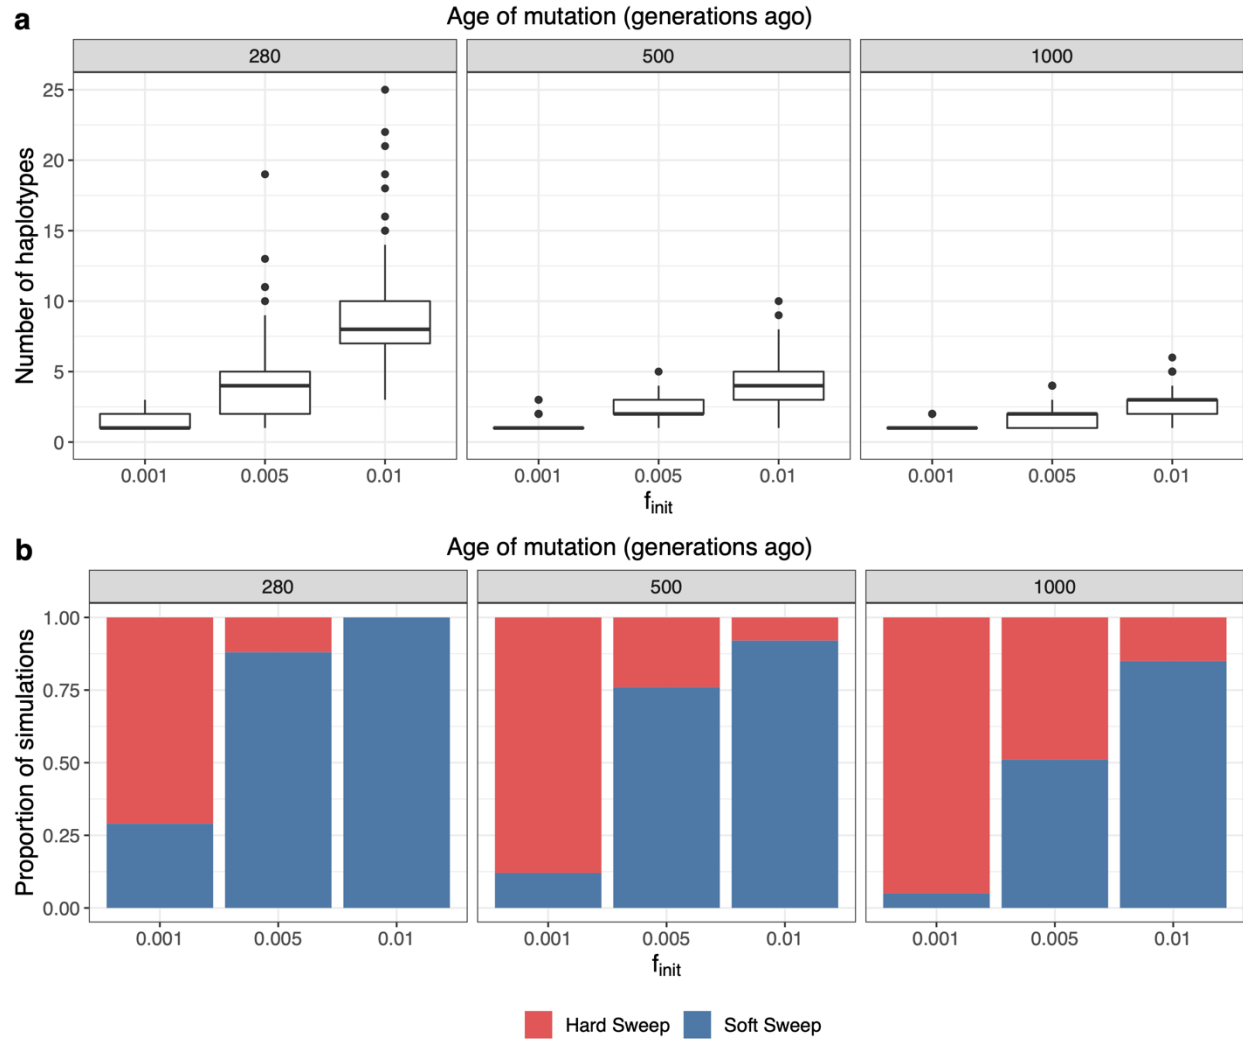 a
Age of mutation (generations ago)
280 500 1000
Number of haplotypes
25
20
15
10
5
0
0.001 0.005 0.01 0.001 0.005 0.01 0.001 0.005 0.01
finit
b
Age of mutation (generations ago)
280 500 1000
Proportion of simulations
1.00
0.75
0.50
0.25
0.00
0.001 0.005 0.01 0.001 0.005 0.01 0.001 0.005 0.01
finit
Hard Sweep Soft Sweep